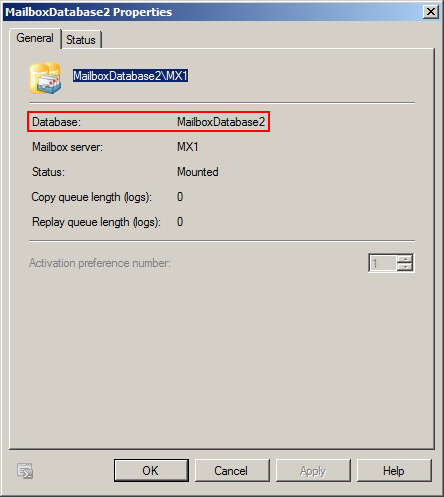 MailboxDatabase2 Properties
General Status
MailboxDatabase2\MX1
Database: MailboxDatabase2
Mailbox server: MX1
Status: Mounted
Copy queue length (logs): 0
Replay queue length (logs): 0
Activation preference number: 1
OK Cancel Apply Help